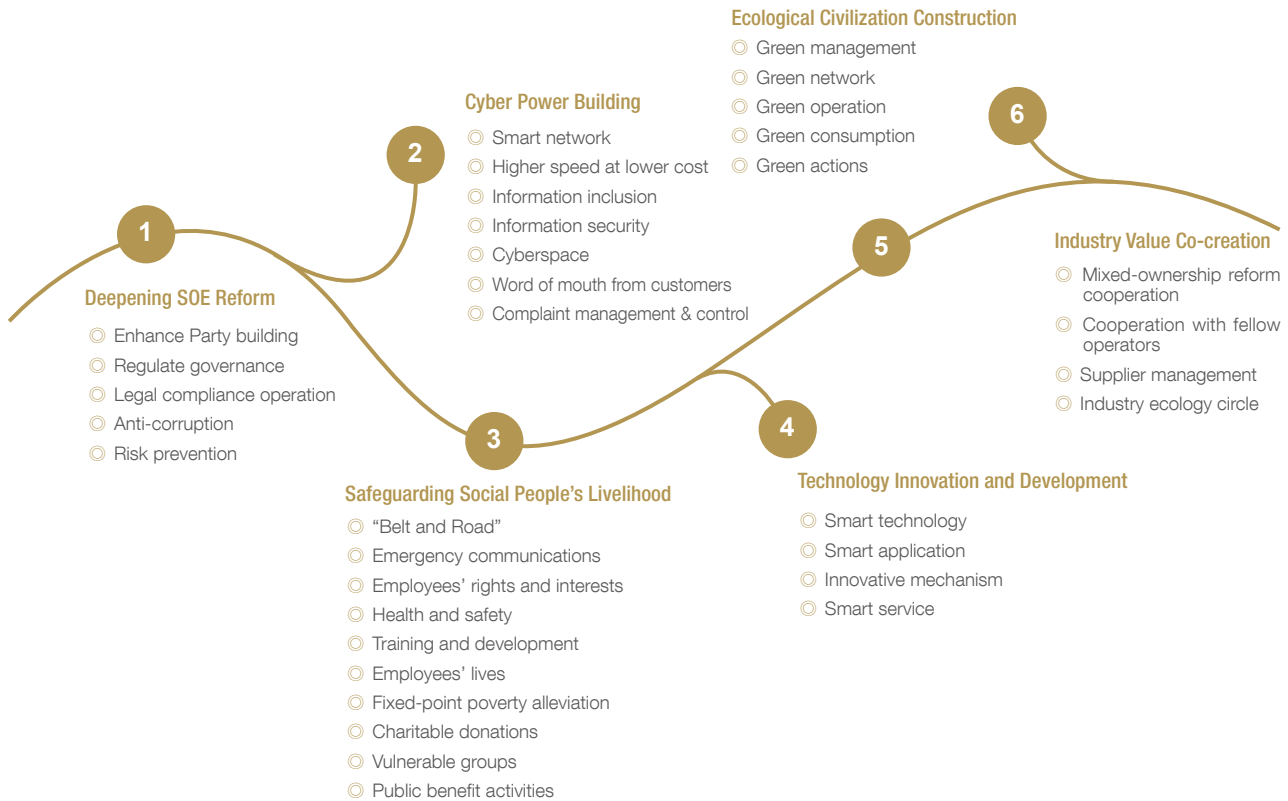 1
Deepening SOE Reform
Enhance Party building
Regulate governance
Legal compliance operation
Anti-corruption
Risk prevention
2
Cyber Power Building
Smart network
Higher speed at lower cost
Information inclusion
Information security
Cyberspace
Word of mouth from customers
Complaint management & control
3
Safeguarding Social People’s Livelihood
“Belt and Road”
Emergency communications
Employees’ rights and interests
Health and safety
Training and development
Employees’ lives
Fixed-point poverty alleviation
Charitable donations
Vulnerable groups
Public benefit activities
4
Technology Innovation and Development
Smart technology
Smart application
Innovative mechanism
Smart service
5
Ecological Civilization Construction
Green management
Green network
Green operation
Green consumption
Green actions
6
Industry Value Co-creation
Mixed-ownership reform
cooperation
Cooperation with fellow
operators
Supplier management
Industry ecology circle